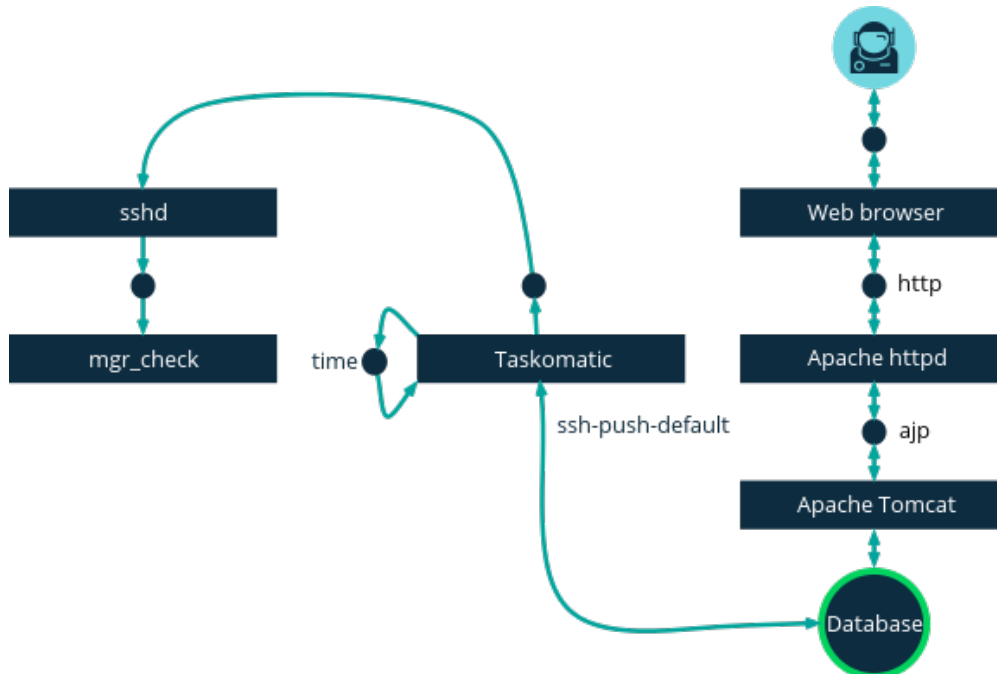 sshd
Web browser
http
mgr_check
time
Taskomatic
Apache httpd
ssh-push-default
ajp
Apache Tomcat
Database